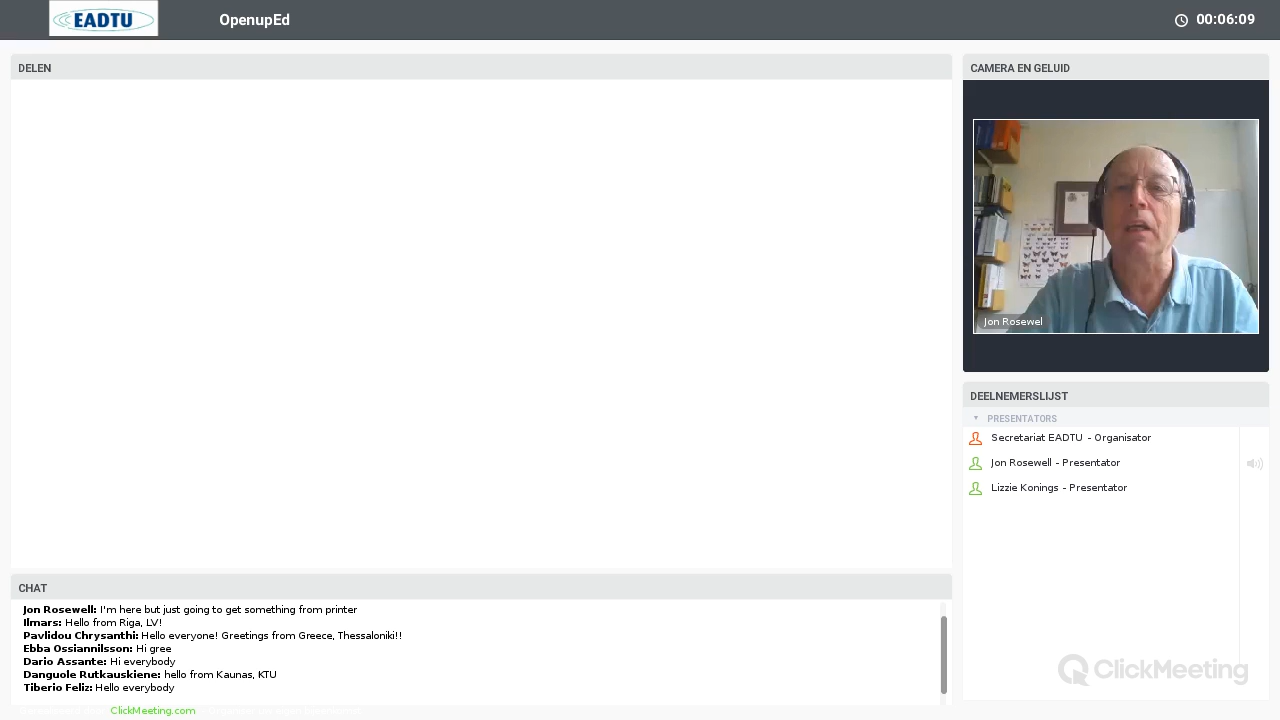 EADTU
OpenupEd
00:06:09
DELEN
CAMERA EN GELUID
Jon Rosewel
DEELNEMERSLIJST
PRESENTATORS
Secretariat EADTU - Organisator
Jon Rosewell - Presentator
Lizzie Konings - Presentator
CHAT
Jon Rosewell: I'm here but just going to get something from printer
Ilmars: Hello from Riga, LV!
Pavlidou Chrysanthi: Hello everyone! Greetings from Greece, Thessaloniki!!
Ebba Ossiannilsson: Hi gree
Dario Assante: Hi everybody
Danguole Rutkauskiene: hello from Kaunas, KTU
Tiberio Feliz: Hello everybody
ClickMeeting.com
ClickMeeting